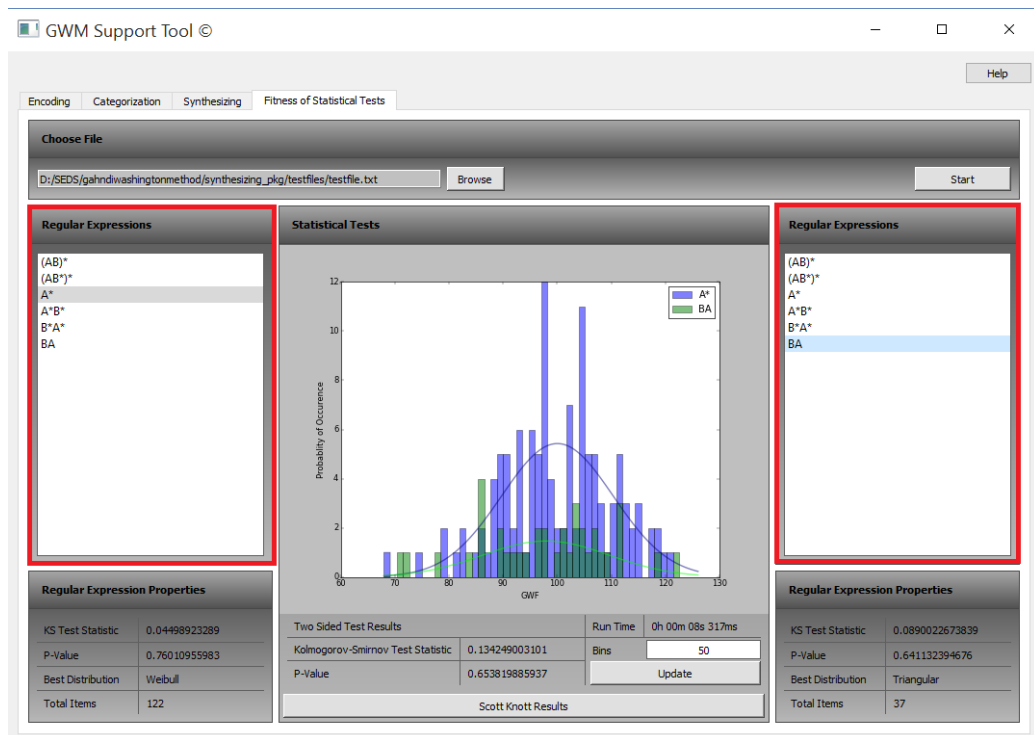 GWM Support Tool ©
Help
Encoding Categorization Synthesizing Fitness of Statistical Tests
Choose File
D:/SEDS/gahndiwashingtonmethod/synthesizing_pkg/testfiles/testfile.txt Browse Start
Regular Expressions
(AB)*
(AB*)*
A*
A*B*
B*A*
BA
Statistical Tests
A*
BA
Probablity of Occurence
12
10
8
6
4
2
0
60 70 80 90 100 110 120 130
GWF
Regular Expressions
(AB)*
(AB*)*
A*
A*B*
B*A*
BA
Regular Expression Properties
KS Test Statistic 0.04498923289
P-Value 0.76010955983
Best Distribution Weibull
Total Items 122
Two Sided Test Results Run Time 0h 00m 08s 317ms
Kolmogorov-Smirnov Test Statistic 0.134249003101 Bins 50
P-Value 0.653819885937 Update
Scott Knott Results
Regular Expression Properties
KS Test Statistic 0.0890022673839
P-Value 0.641132394676
Best Distribution Triangular
Total Items 37